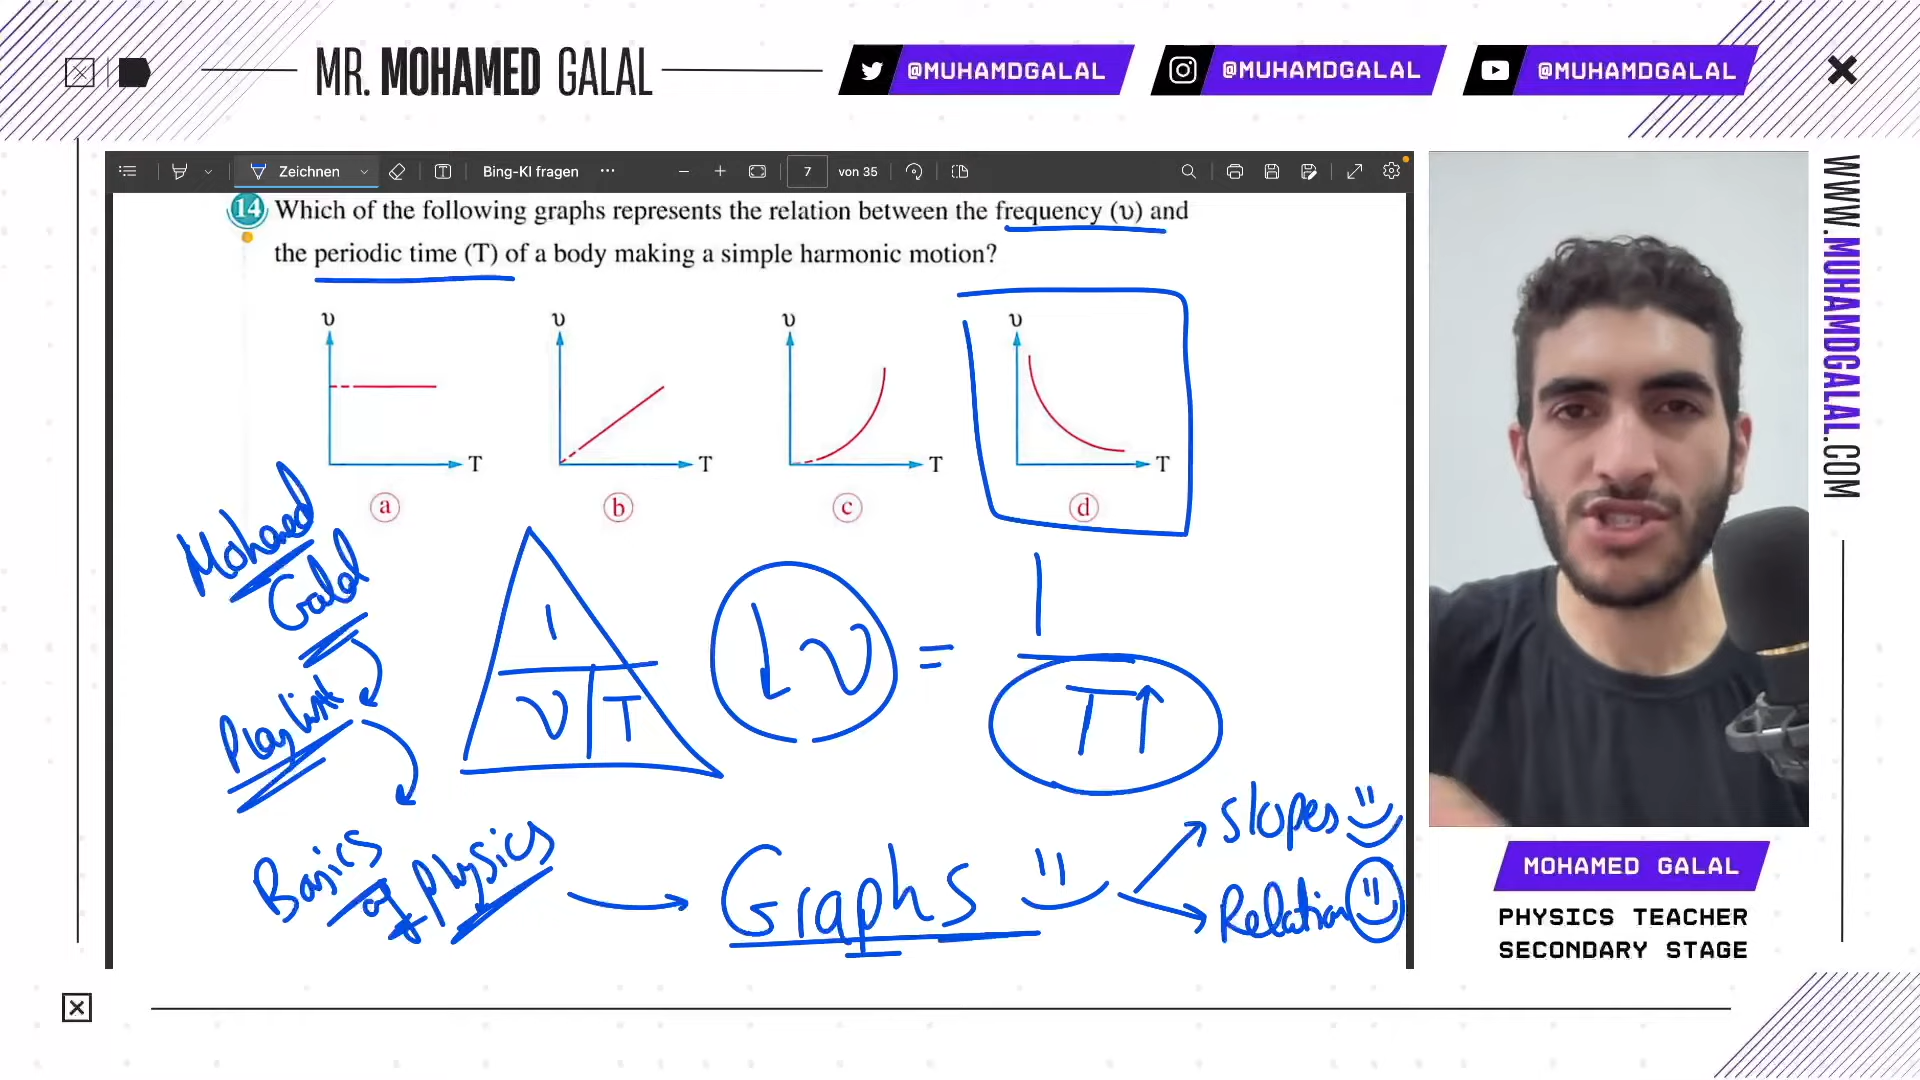 MR. MOHAMED GALAL
@MUHAMDGALAL
@MUHAMDGALAL
@MUHAMDGALAL
WWW.MUHAMDGALAL.COM
Zeichnen
Bing-KI fragen
7
von 35
14 Which of the following graphs represents the relation between the frequency (υ) and
the periodic time (T) of a body making a simple harmonic motion?
υ
T
a
υ
T
b
υ
T
c
υ
T
d
Mohamed
Galal
Playlist
Basics
of physics
1
υ T
↓ υ = 1
T↑
Graphs
Slopes
Relation
MOHAMED GALAL
PHYSICS TEACHER
SECONDARY STAGE